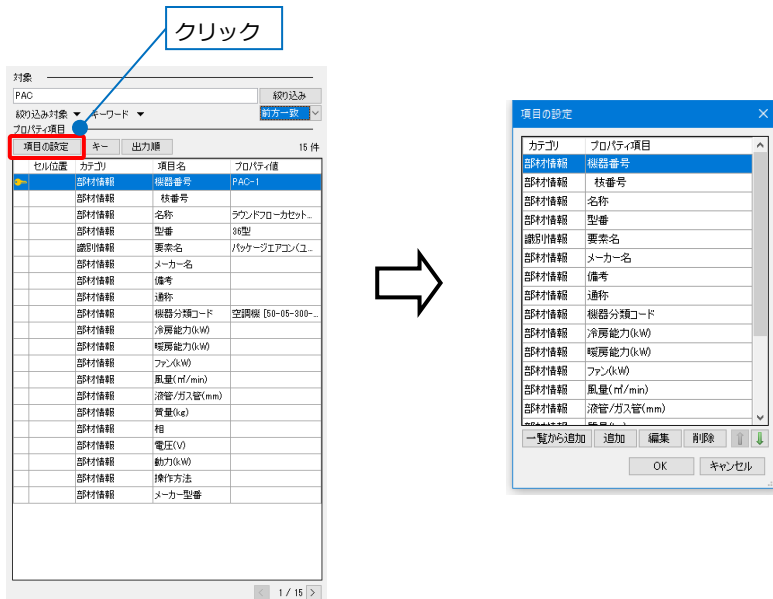 クリック
対象
PAC 絞り込み
絞り込み対象 ▼ キーワード ▼ 前方一致
プロパティ項目
項目の設定 キー 出力順 15 件
セル位置 カテゴリ 項目名 プロパティ値
部材情報 機器番号 PAC-1
部材情報 枝番号
部材情報 名称 ラウンドフローカセット...
部材情報 型番 36型
識別情報 要素名 パッケージエアコン(ユ...
部材情報 メーカー名
部材情報 備考
部材情報 通称
部材情報 機器分類コード 空調機 [50-05-300-...
部材情報 冷房能力(kW)
部材情報 暖房能力(kW)
部材情報 ファン(kW)
部材情報 風量(㎥/min)
部材情報 液管/ガス管(mm)
部材情報 質量(kg)
部材情報 相
部材情報 電圧(V)
部材情報 動力(kW)
部材情報 操作方法
部材情報 メーカー型番
1 / 15
項目の設定
カテゴリ プロパティ項目
部材情報 機器番号
部材情報 枝番号
部材情報 名称
部材情報 型番
識別情報 要素名
部材情報 メーカー名
部材情報 備考
部材情報 通称
部材情報 機器分類コード
部材情報 冷房能力(kW)
部材情報 暖房能力(kW)
部材情報 ファン(kW)
部材情報 風量(㎥/min)
部材情報 液管/ガス管(mm)
一覧から追加 追加 編集 削除
OK キャンセル